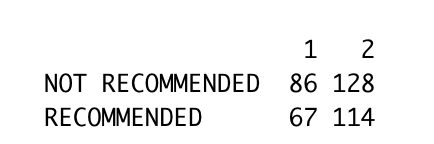 1 2
NOT RECOMMENDED 86 128
RECOMMENDED 67 114